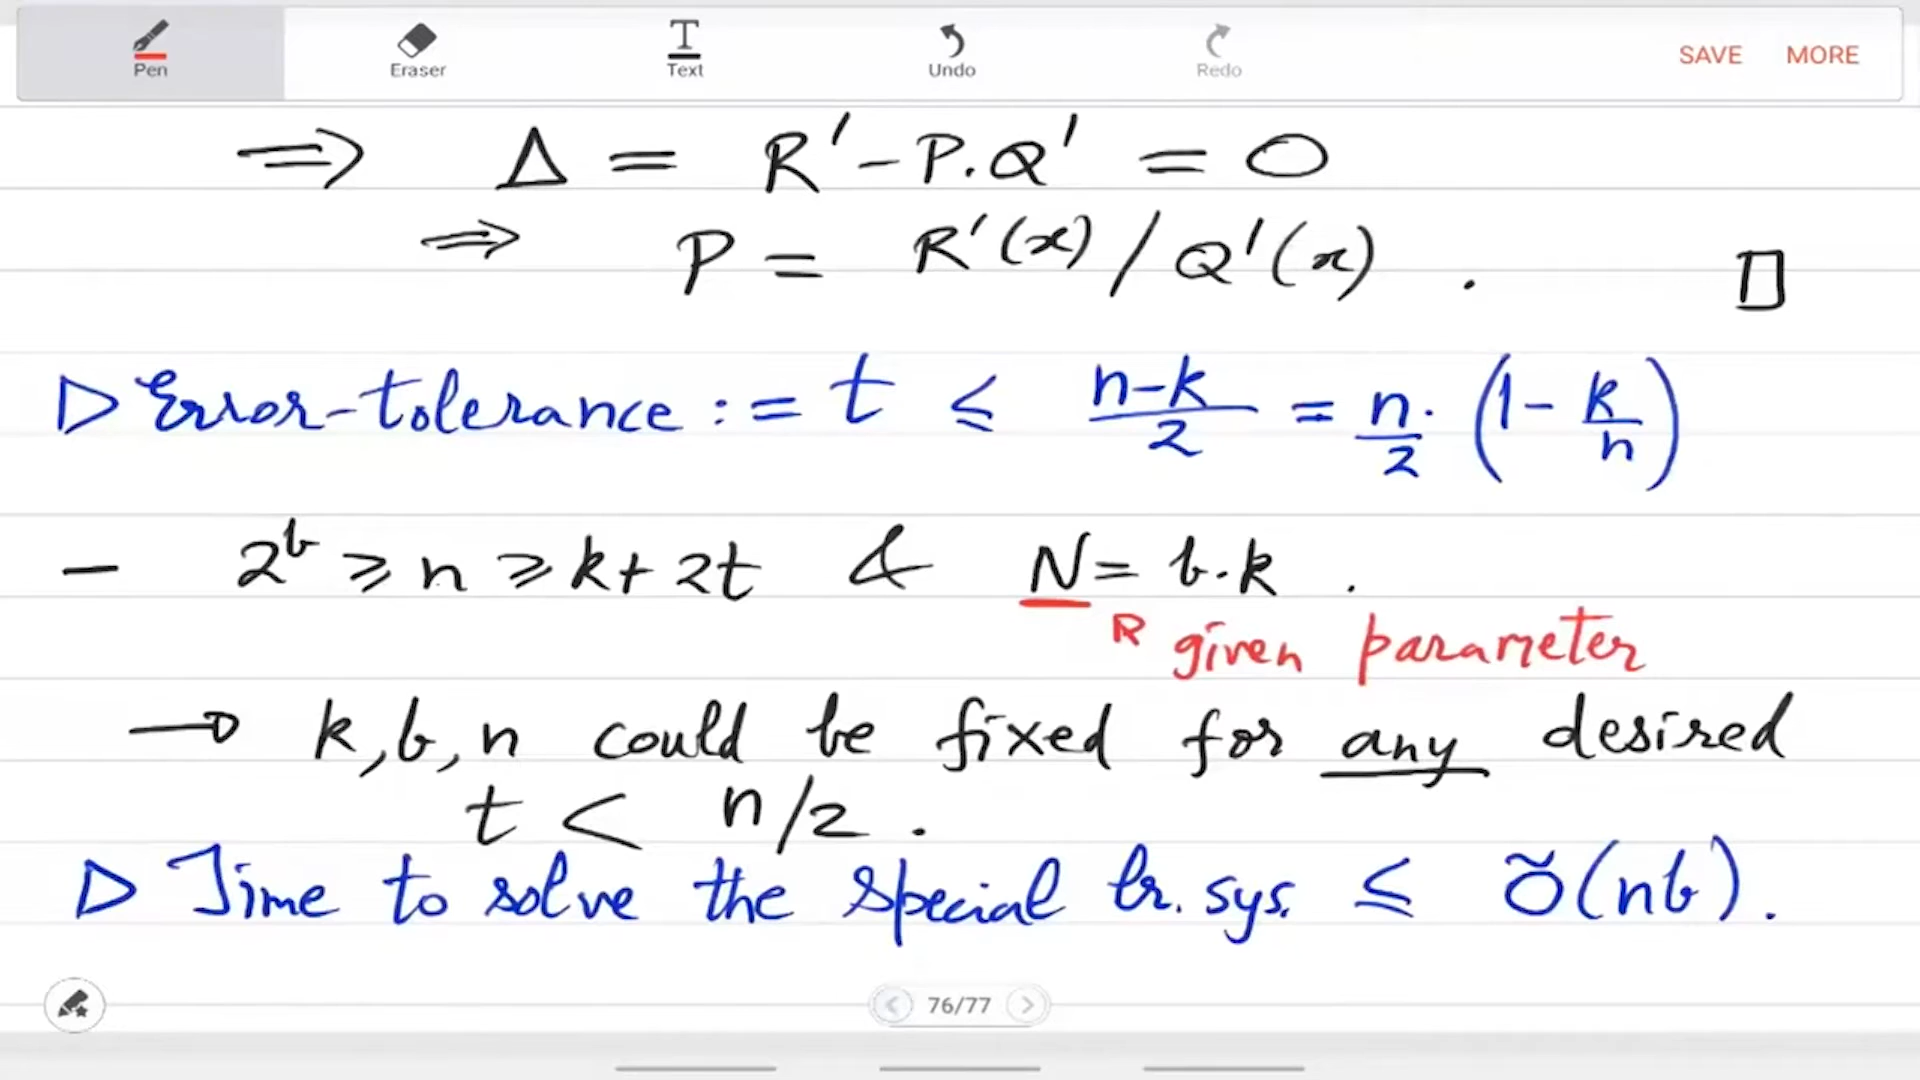 Pen Eraser Text Undo Redo SAVE MORE
⇒ Δ = R' - P.Q' = 0
⇒ P = R'(x) / Q'(x) . □
▷ Error-tolerance := t ≤ (n-k)/2 = n/2 · (1 - k/n)
- 2^b ≥ n ≥ k + 2t & N = b.k .
given parameter
→ k, b, n could be fixed for any desired
t < n/2 .
▷ Time to solve the special lr. sys. ≤ Õ(nb) .
76/77